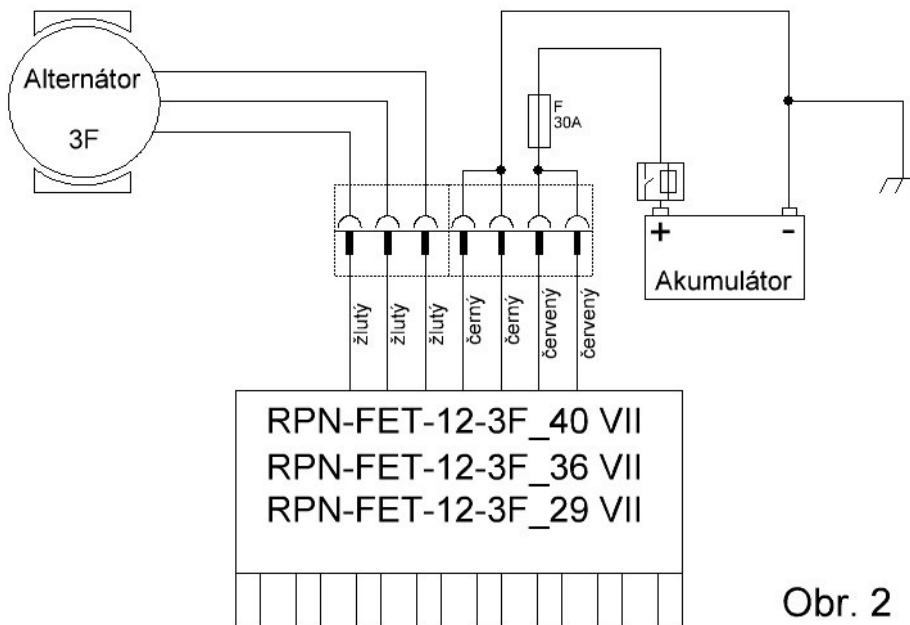 Alternátor
3F
F
30A
+ -
Akumulátor
žlutý
žlutý
žlutý
černý
černý
červený
červený
RPN-FET-12-3F_40 VII
RPN-FET-12-3F_36 VII
RPN-FET-12-3F_29 VII
Obr. 2